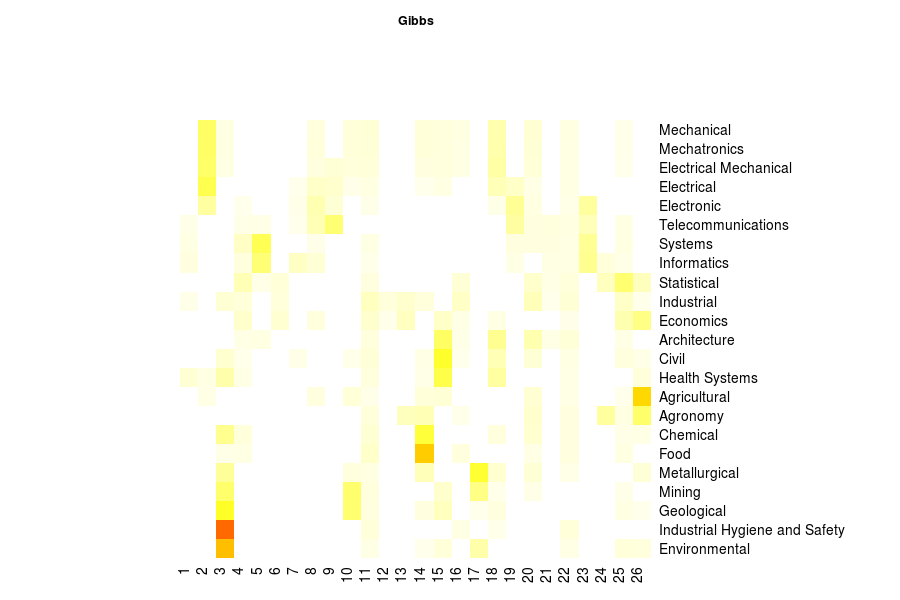 Gibbs
Mechanical
Mechatronics
Electrical Mechanical
Electrical
Electronic
Telecommunications
Systems
Informatics
Statistical
Industrial
Economics
Architecture
Civil
Health Systems
Agricultural
Agronomy
Chemical
Food
Metallurgical
Mining
Geological
Industrial Hygiene and Safety
Environmental
1 2 3 4 5 6 7 8 9 10 11 12 13 14 15 16 17 18 19 20 21 22 23 24 25 26